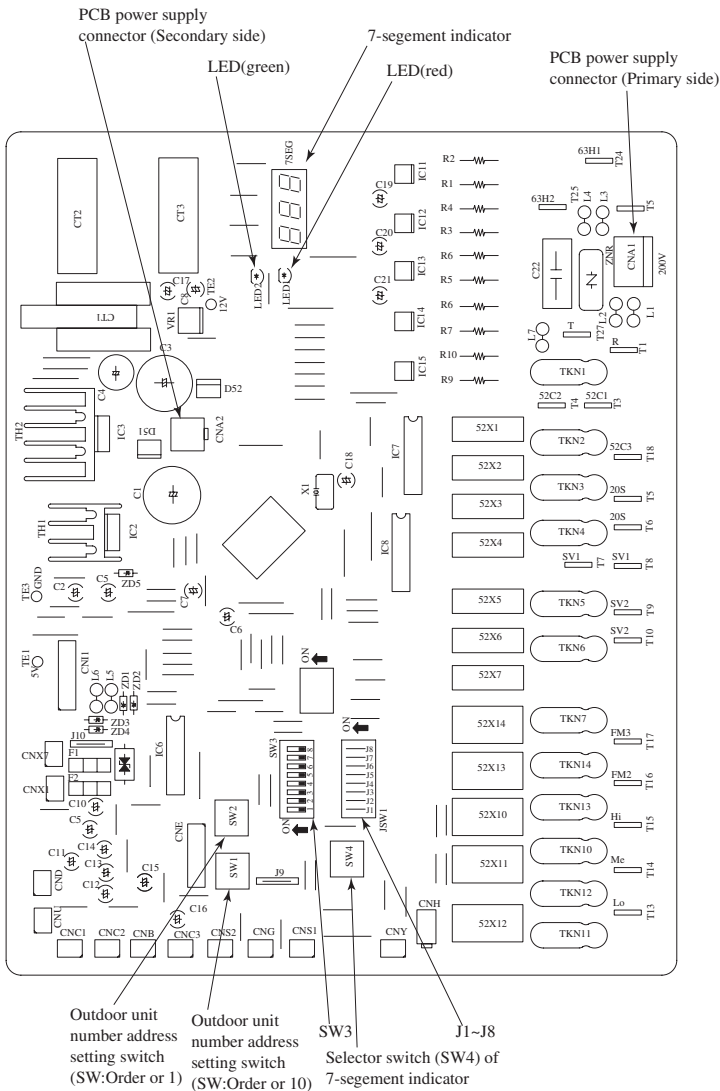 PCB power supply
connector (Secondary side)
7-segement indicator
LED(green)
LED(red)
PCB power supply
connector (Primary side)
7SEG
CT2
CT3
IC11
IC12
IC13
IC14
IC15
C19
C20
C21
R2
R1
R4
R3
R6
R5
R6
R7
R10
R9
63H1
T24
63H2
T25
L4
L3
T5
C22
ZNR
CNA1
200V
L2
L1
L7
T
T27
R
T1
TKN1
LED2
LED1
C17
C8
TE2
12V
VR1
CT1
C3
C4
D52
TH2
IC3
D51
CNA2
52C2
T4
52C1
T3
52X1
52X2
52X3
52X4
TKN2
TKN3
TKN4
52C3
T18
20S
T5
20S
T6
SV1
T7
SV1
T8
IC7
C18
X1
IC8
C1
TH1
IC2
TE3
GND
C2
C5
ZD5
C7
C6
52X5
52X6
52X7
TKN5
TKN6
SV2
T9
SV2
T10
TE1
5V
CNI1
L6
L5
ZD1
ZD2
ZD3
ZD4
ON
J10
CNX7
F1
CNX1
F2
IC6
SW3
8
7
6
5
4
3
2
1
ON
ON
J8
J7
J6
J5
J4
J3
J2
J1
JSW1
52X14
52X13
52X10
52X11
52X12
TKN7
TKN14
TKN13
TKN10
TKN12
TKN11
FM3
T17
FM2
T16
Hi
T15
Me
T14
Lo
T13
C10
C5
C11
C14
C13
C12
C15
C16
CNE
SW2
SW1
J9
SW4
CND
CNU
CNH
CNC1
CNC2
CNB
CNC3
CNS2
CNG
CNS1
CNY
Outdoor unit
number address
setting switch
(SW:Order or 1)
Outdoor unit
number address
setting switch
(SW:Order or 10)
SW3
J1~J8
Selector switch (SW4) of
7-segement indicator